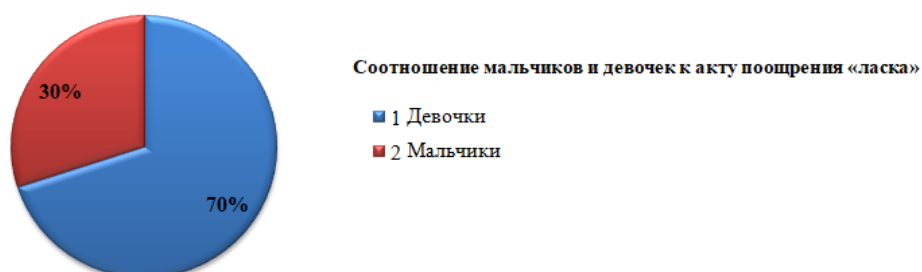 Соотношение мальчиков и девочек к акту поощрения «ласка»
30%
1 Девочки
2 Мальчики
70%